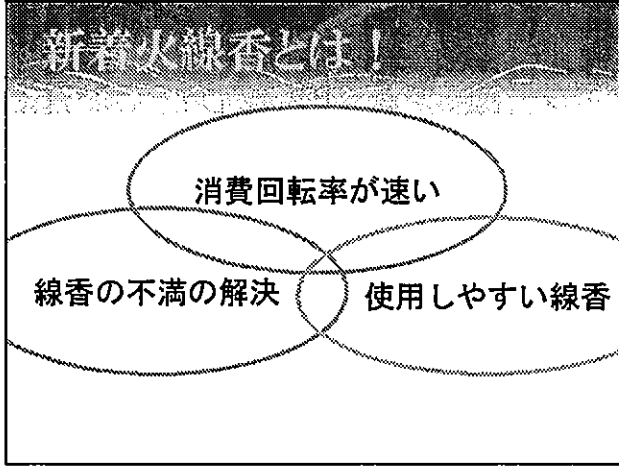 新着火線香とは!
消費回転率が速い
線香の不満の解決
使用しやすい線香